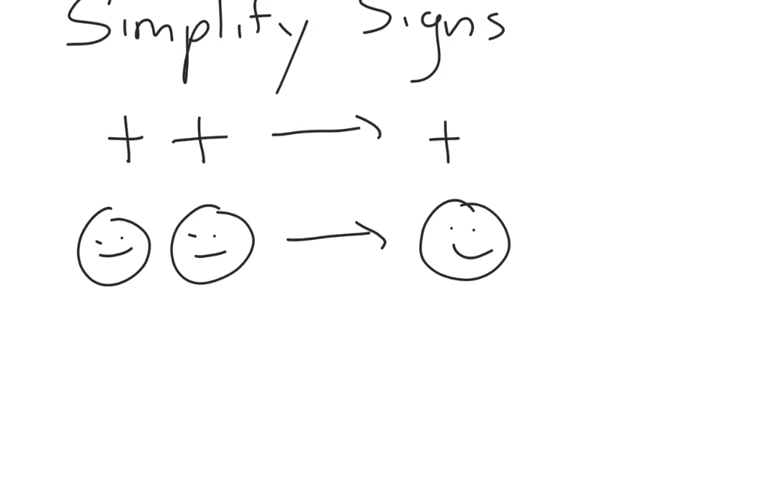 Simplify Signs
+ + → +
→